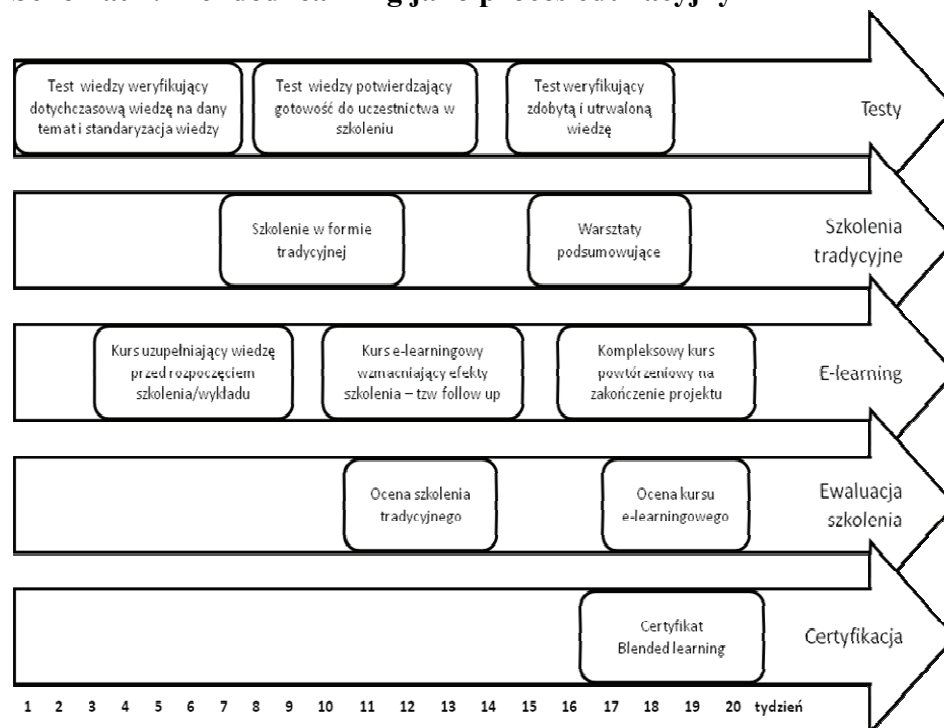 Test wiedzy weryfikujący
dotychczasową wiedzę na dany
temat i standaryzacja wiedzy
Test wiedzy potwierdzający
gotowość do uczestnictwa w
szkoleniu
Test weryfikujący
zdobytą i utrwaloną
wiedzę
Testy
Szkolenie w formie
tradycyjnej
Warsztaty
podsumowujące
Szkolenia
tradycyjne
Kurs uzupełniający wiedzę
przed rozpoczęciem
szkolenia/wykładu
Kurs e-learningowy
wzmacniający efekty
szkolenia – tzw follow up
Kompleksowy kurs
powtórzeniowy na
zakończenie projektu
E-learning
Ocena szkolenia
tradycyjnego
Ocena kursu
e-learningowego
Ewaluacja
szkolenia
Certyfikat
Blended learning
Certyfikacja
1 2 3 4 5 6 7 8 9 10 11 12 13 14 15 16 17 18 19 20 tydzień